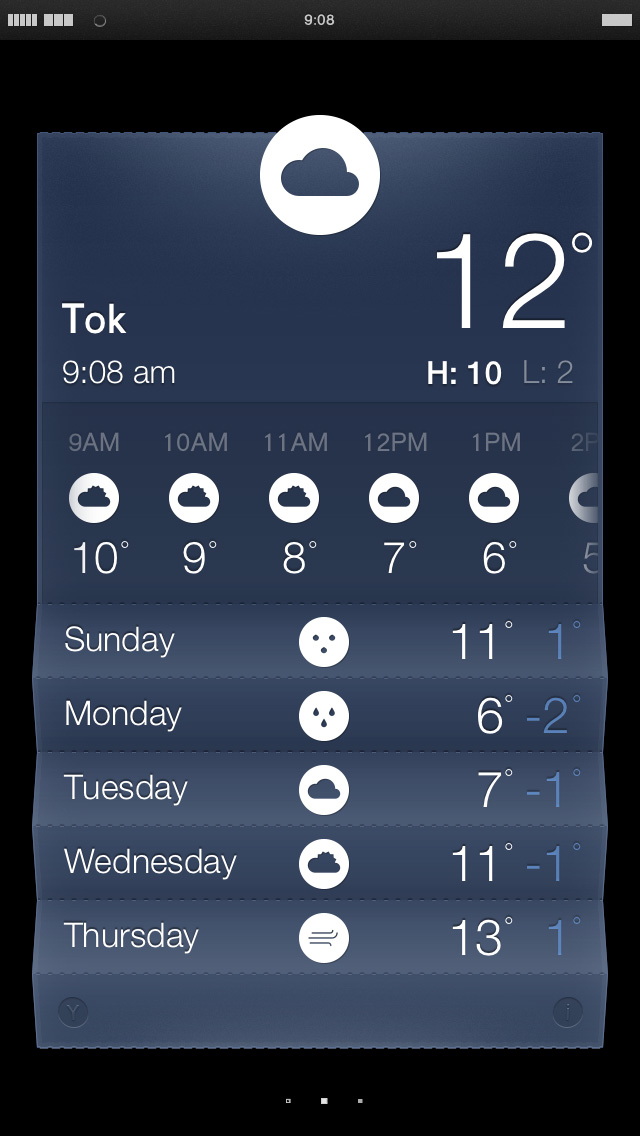 9:08
12°
Tok
9:08 am H: 10 L: 2
9AM 10AM 11AM 12PM 1PM
10° 9° 8° 7° 6° 5
Sunday 11° 1°
Monday 6° -2°
Tuesday 7° -1°
Wednesday 11° -1°
Thursday 13° 1°
Y i